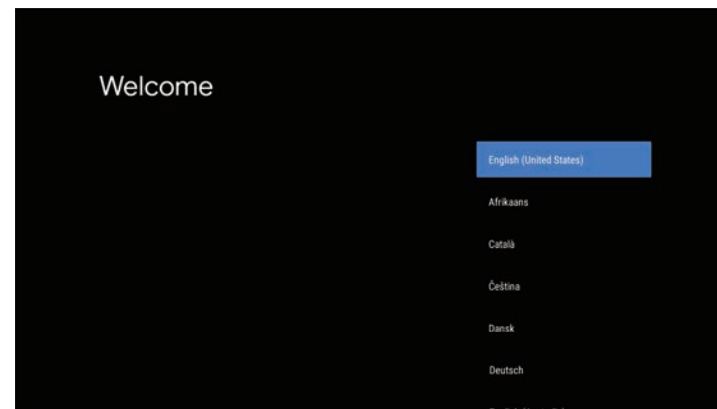 Welcome
English (United States)
Afrikaans
Català
Čeština
Dansk
Deutsch